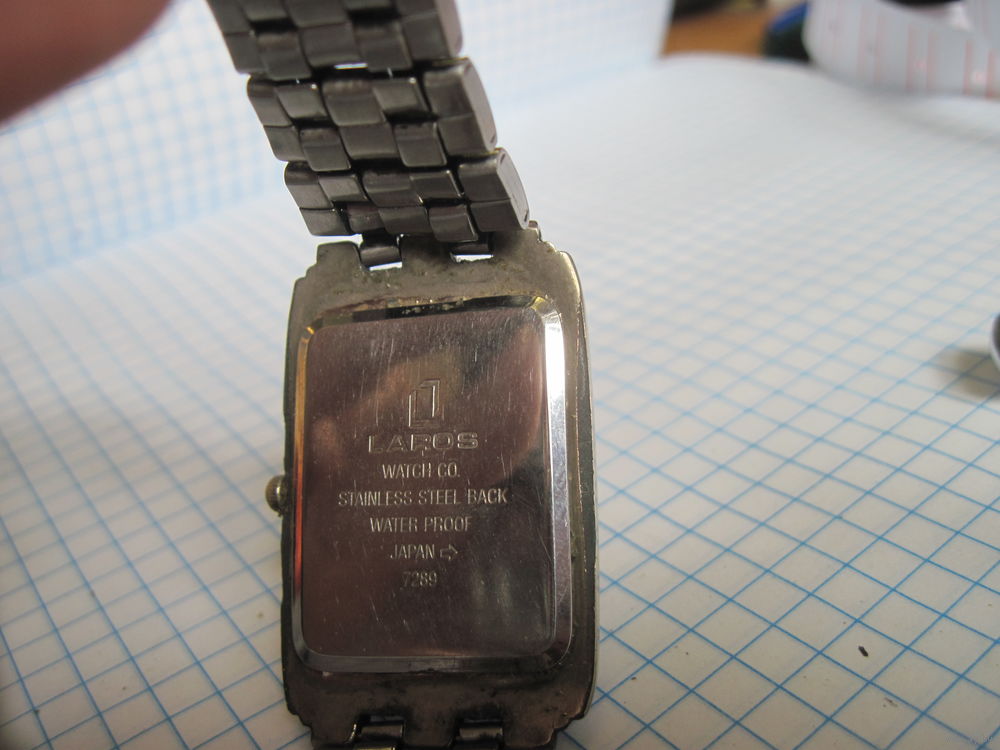 LAROS
WATCH CO.
STAINLESS STEEL BACK
WATER PROOF
JAPAN ⇨
7289